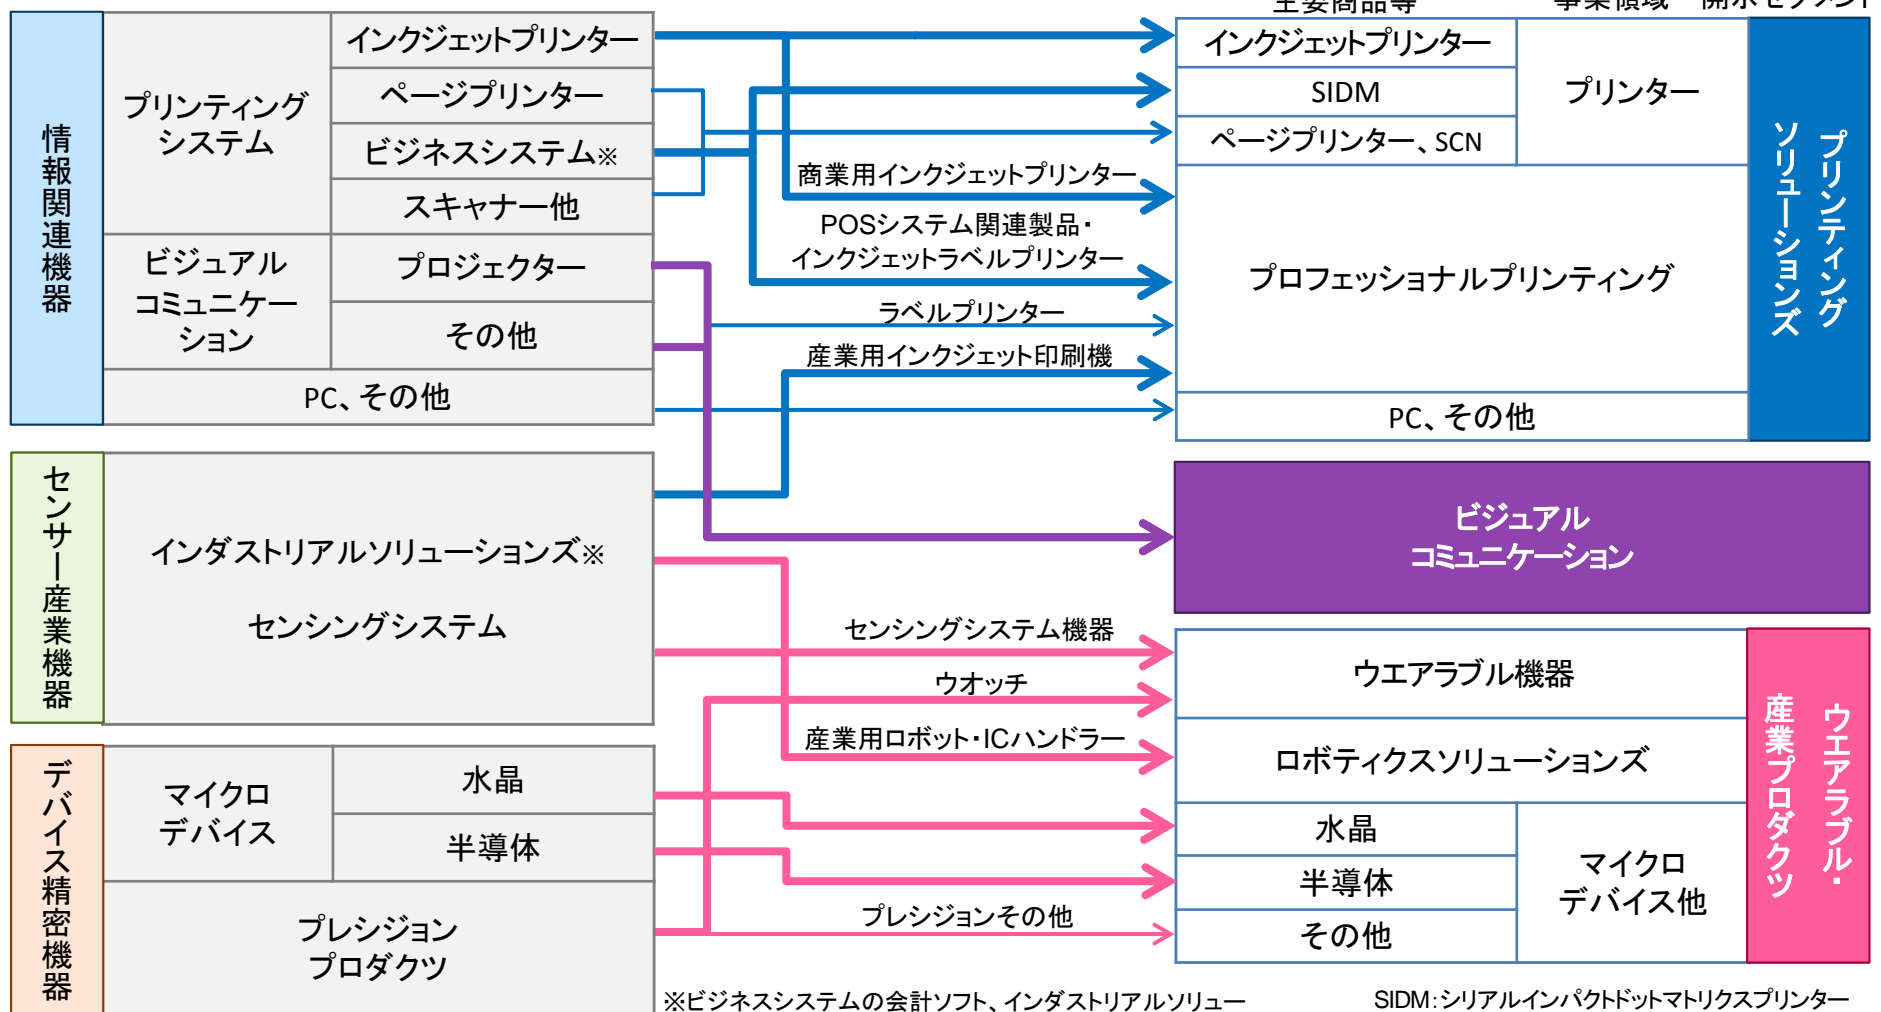 主要商品等
事業領域
開示セグメント
情報関連機器
プリンティング
システム
インクジェットプリンター
ページプリンター
ビジネスシステム※
スキャナー他
ビジュアル
コミュニケー
ション
プロジェクター
その他
PC、その他
センサー産業機器
インダストリアルソリューションズ※
センシングシステム
デバイス精密機器
マイクロ
デバイス
水晶
半導体
プレシジョン
プロダクツ
商業用インクジェットプリンター
POSシステム関連製品・
インクジェットラベルプリンター
ラベルプリンター
産業用インクジェット印刷機
センシングシステム機器
ウオッチ
産業用ロボット・ICハンドラー
プレシジョンその他
インクジェットプリンター
SIDM
ページプリンター、SCN
プリンター
プロフェッショナルプリンティング
PC、その他
プリンティング
ソリューションズ
ビジュアル
コミュニケーション
ウエアラブル機器
ロボティクスソリューションズ
水晶
半導体
その他
マイクロ
デバイス他
ウエアラブル・
産業プロダクツ
※ビジネスシステムの会計ソフト、インダストリアルソリュー
SIDM：シリアルインパクトドットマトリクスプリンター